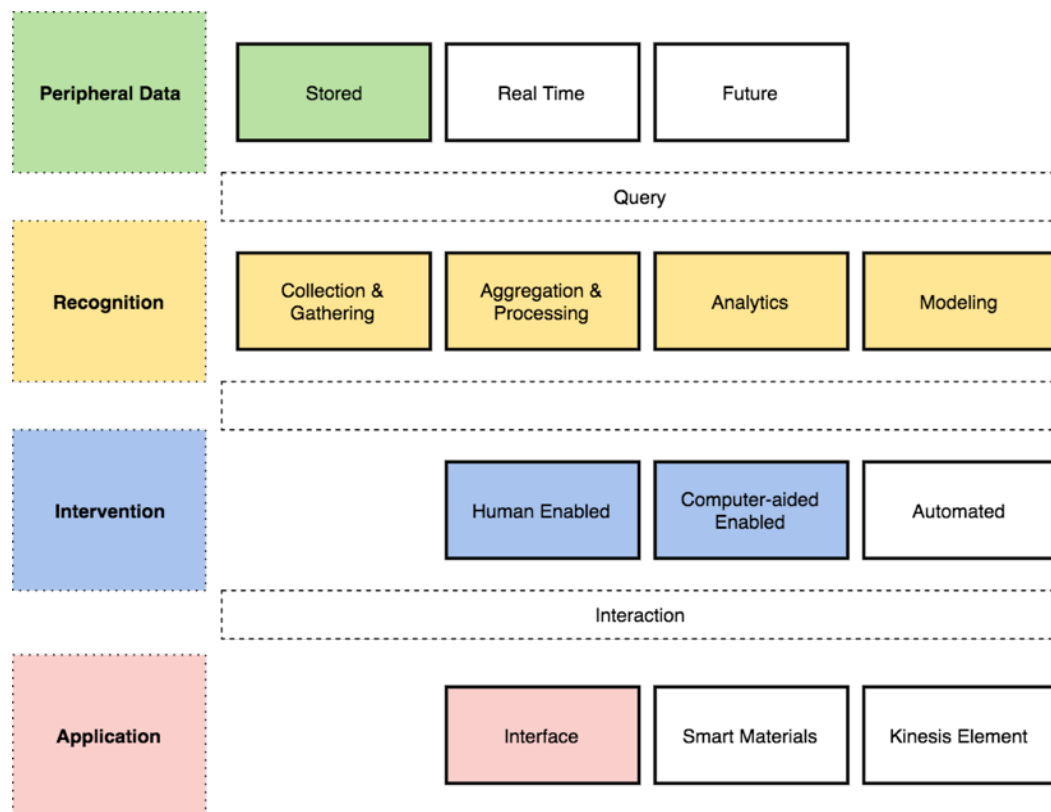 Peripheral Data
Stored
Real Time
Future
Query
Recognition
Collection &
Gathering
Aggregation &
Processing
Analytics
Modeling
Intervention
Human Enabled
Computer-aided
Enabled
Automated
Interaction
Application
Interface
Smart Materials
Kinesis Element